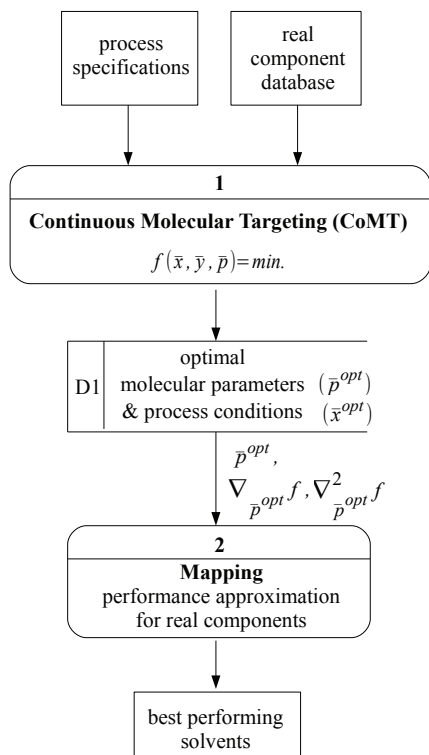 process
specifications
real
component
database
1
Continuous Molecular Targeting (CoMT)
f(x̄, ȳ, p̄)=min.
D1
optimal
molecular parameters (p̄^opt)
& process conditions (x̄^opt)
p̄^opt,
∇_p̄^opt f, ∇²_p̄^opt f
2
Mapping
performance approximation
for real components
best performing
solvents